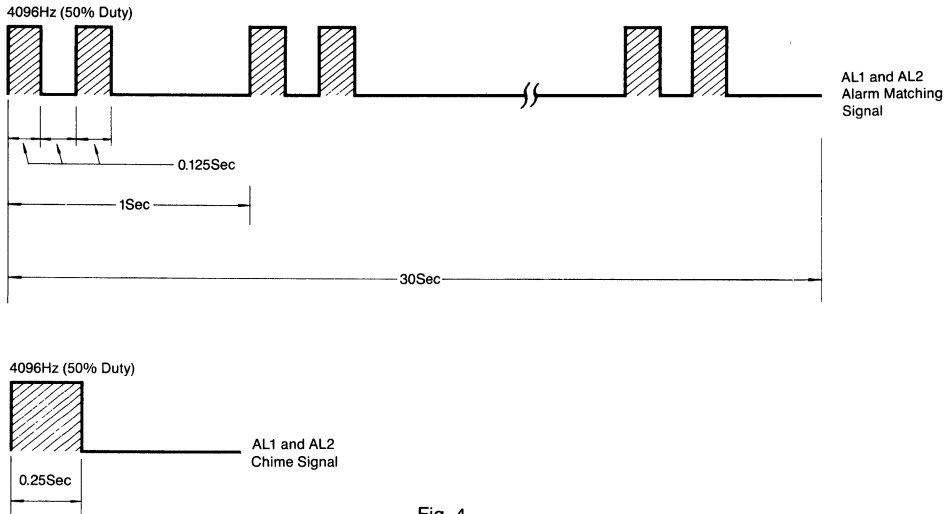 4096Hz (50% Duty)
AL1 and AL2
Alarm Matching
Signal
0.125Sec
1Sec
30Sec
4096Hz (50% Duty)
AL1 and AL2
Chime Signal
0.25Sec